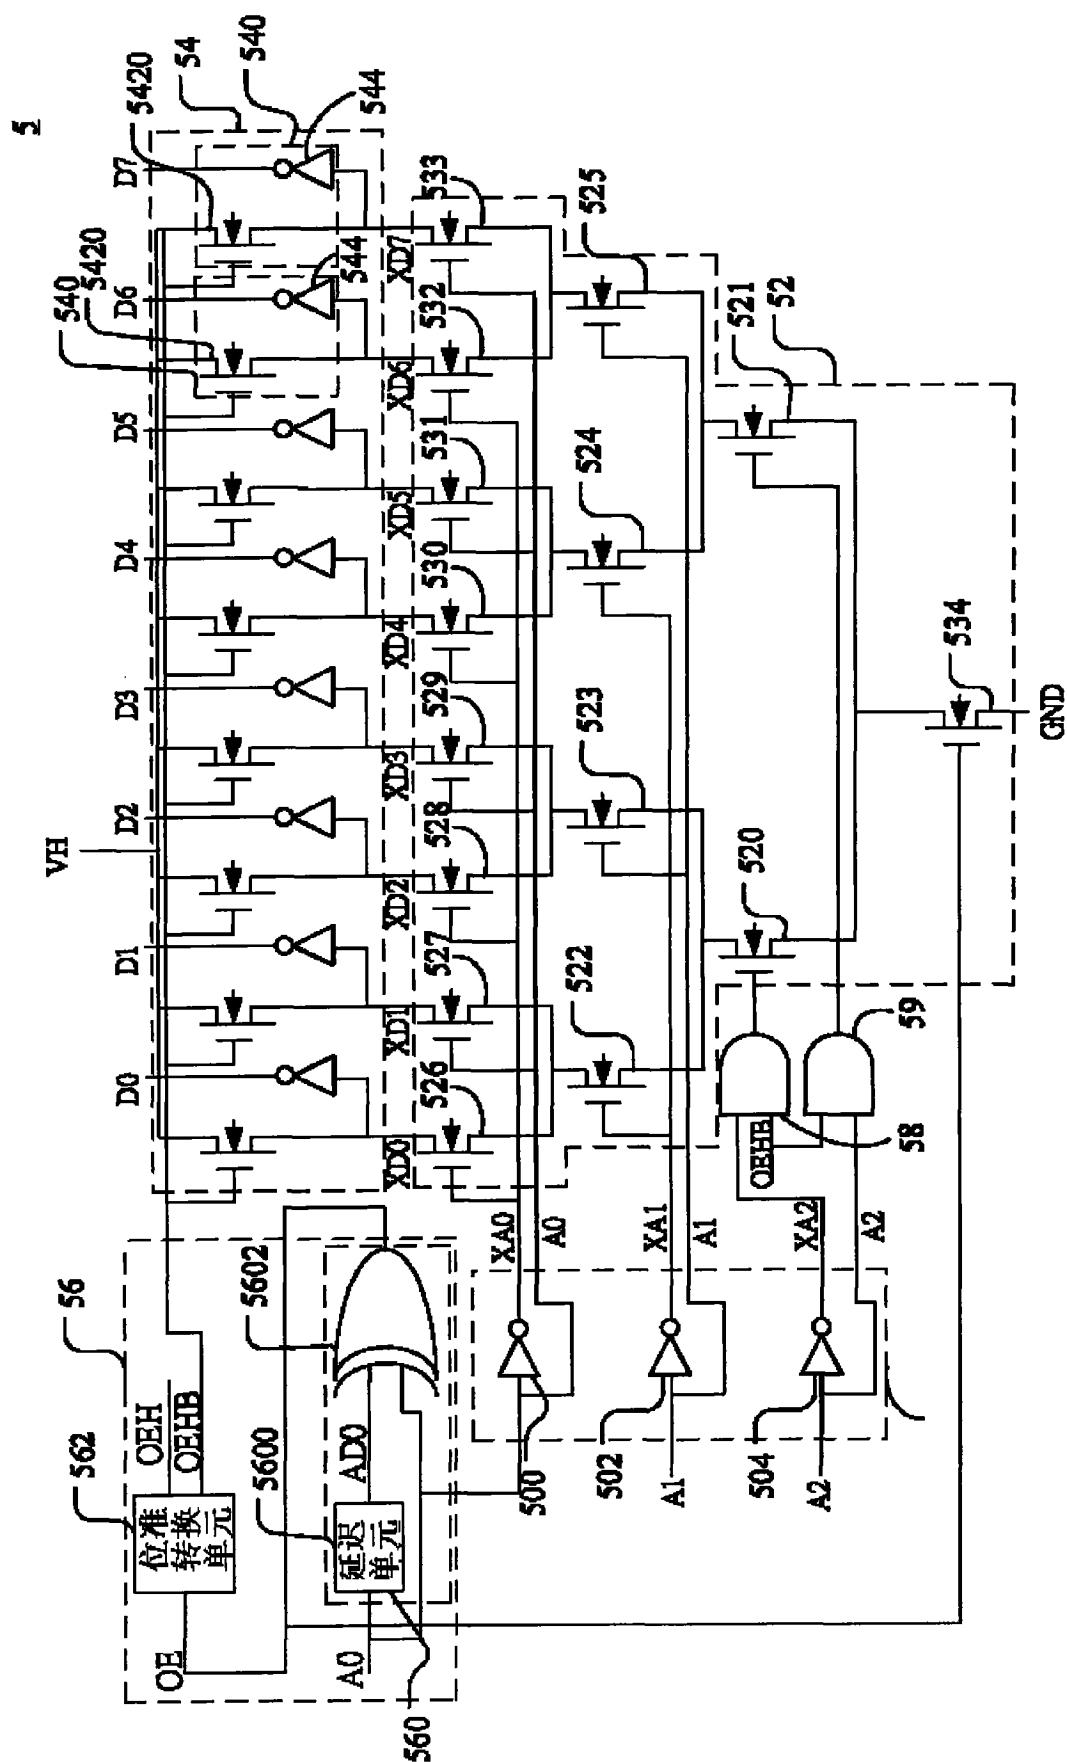 5
VH
D0
D1
D2
D3
D4
D5
D6
D7
540
5420
54
5420
540
544
544
56
562
位准
转换
单元
OEH
OEHB
OE
5600
5602
延迟
单元
AD0
A0
560
XD0
XD1
XD2
XD3
XD4
XD5
XD6
XD7
526
527
528
529
530
531
532
533
XA0
A0
500
522
523
524
525
XA1
A1
502
A1
OEHB
520
521
52
XA2
A2
504
A2
58
59
534
GND